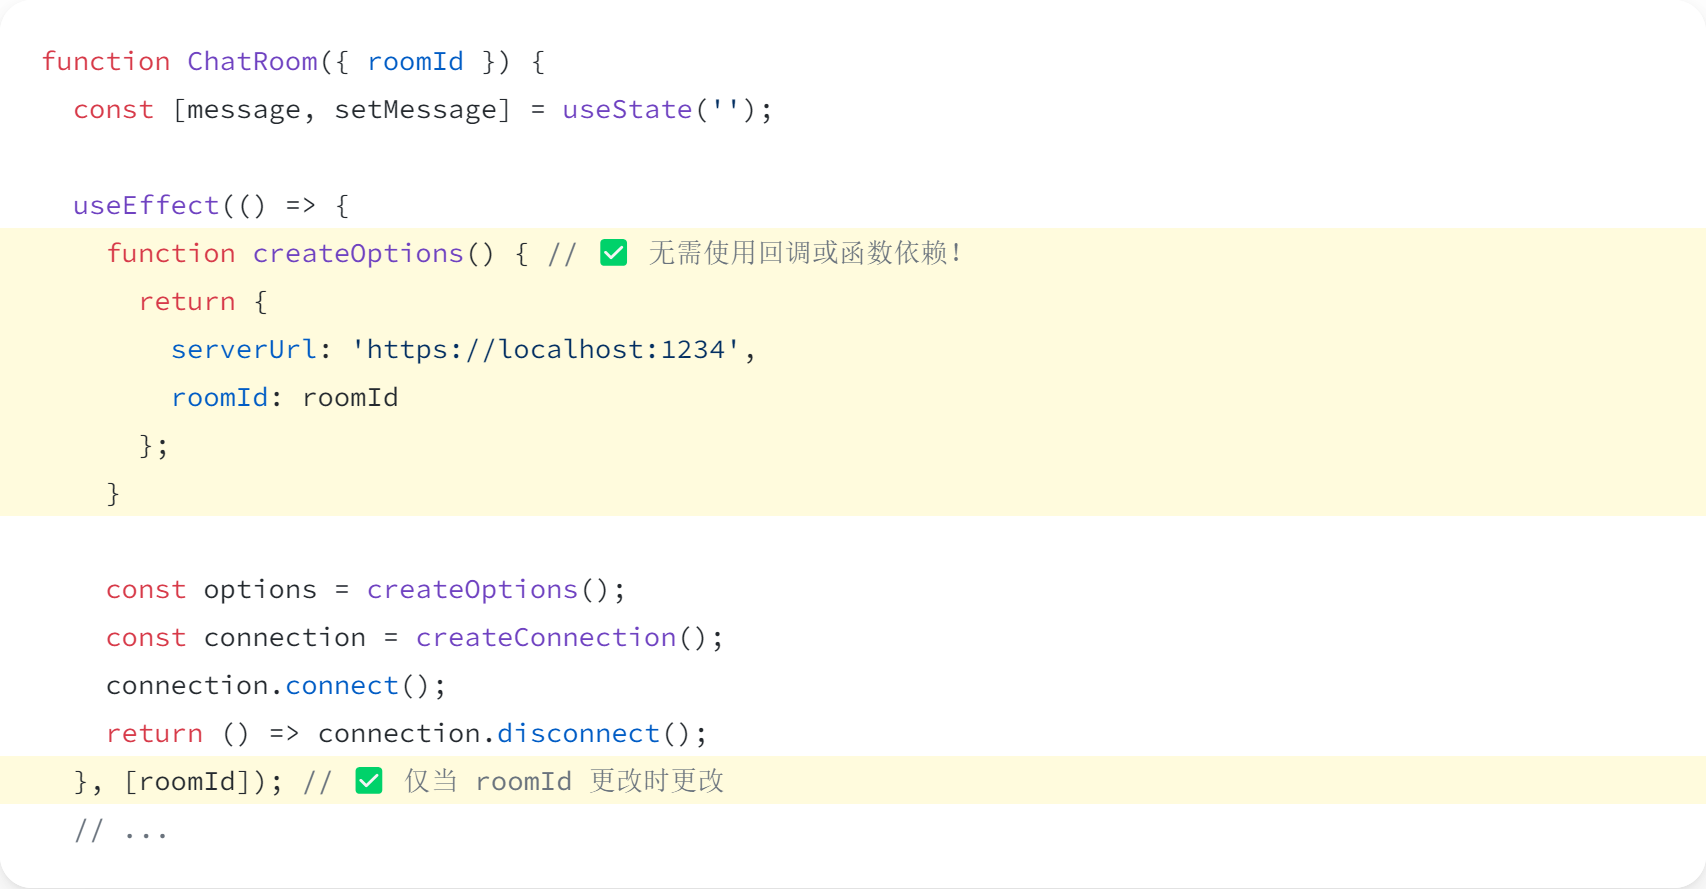 function ChatRoom({ roomId }) {
  const [message, setMessage] = useState('');

  useEffect(() => {
    function createOptions() { // ✅ 无需使用回调或函数依赖！
      return {
        serverUrl: 'https://localhost:1234',
        roomId: roomId
      };
    }

    const options = createOptions();
    const connection = createConnection();
    connection.connect();
    return () => connection.disconnect();
  }, [roomId]); // ✅ 仅当 roomId 更改时更改
  // ...